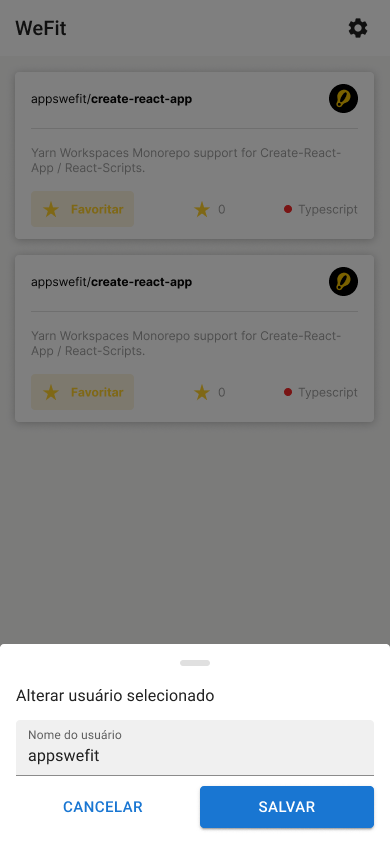 WeFit
appswefit/create-react-app
Yarn Workspaces Monorepo support for Create-React-
App / React-Scripts.
Favoritar
0
Typescript
appswefit/create-react-app
Yarn Workspaces Monorepo support for Create-React-
App / React-Scripts.
Favoritar
0
Typescript
Alterar usuário selecionado
Nome do usuário
appswefit
CANCELAR
SALVAR